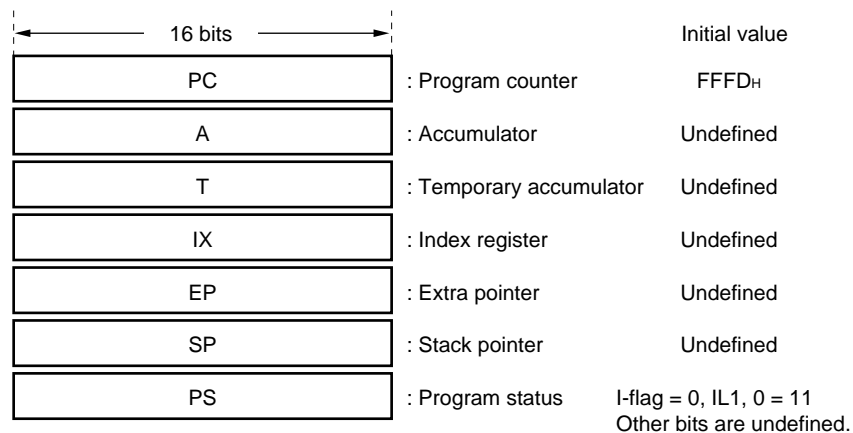 16 bits Initial value
PC : Program counter FFFDH
A : Accumulator Undefined
T : Temporary accumulator Undefined
IX : Index register Undefined
EP : Extra pointer Undefined
SP : Stack pointer Undefined
PS : Program status I-flag = 0, IL1, 0 = 11
Other bits are undefined.